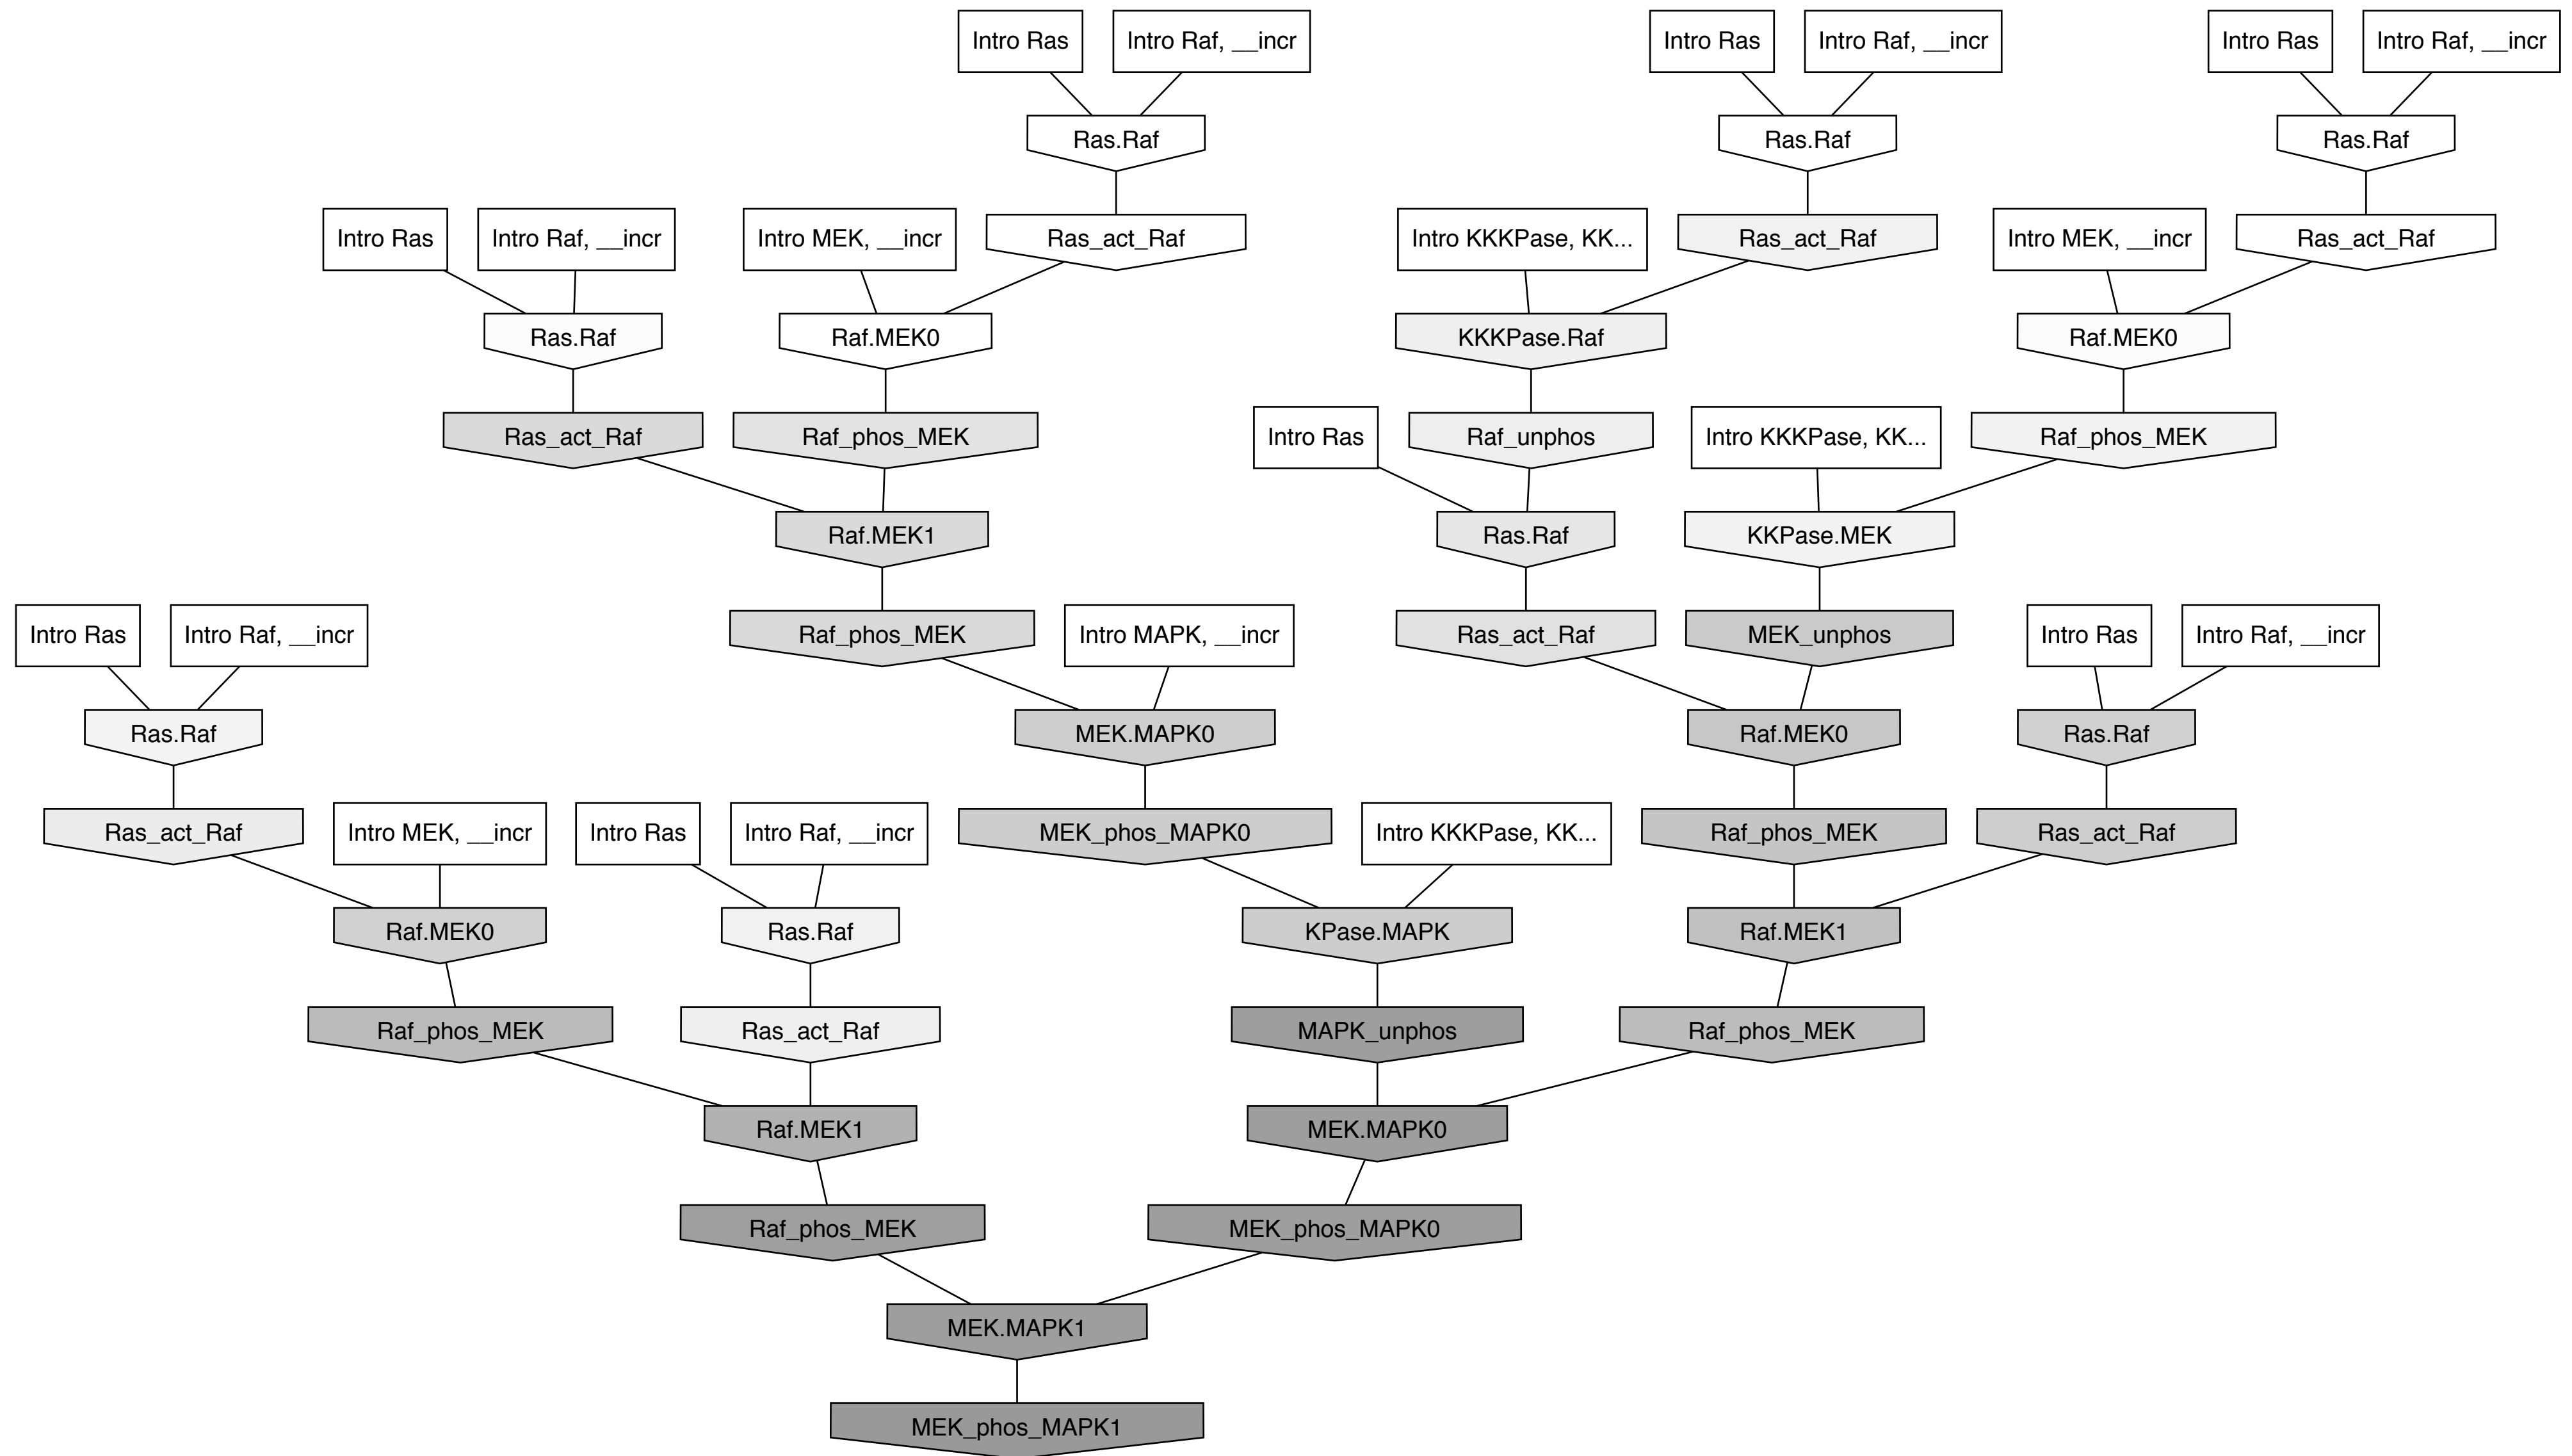 Intro Ras
Intro Raf, __incr
Intro Ras
Intro Raf, __incr
Intro Ras
Intro Raf, __incr
Ras.Raf
Ras.Raf
Ras.Raf
Intro Ras
Intro Raf, __incr
Intro MEK, __incr
Ras_act_Raf
Intro KKKPase, KK...
Ras_act_Raf
Intro MEK, __incr
Ras_act_Raf
Ras.Raf
Raf.MEK0
KKKPase.Raf
Raf.MEK0
Ras_act_Raf
Raf_phos_MEK
Intro Ras
Raf_unphos
Intro KKKPase, KK...
Raf_phos_MEK
Raf.MEK1
Ras.Raf
KKPase.MEK
Intro Ras
Intro Raf, __incr
Raf_phos_MEK
Intro MAPK, __incr
Ras_act_Raf
MEK_unphos
Intro Ras
Intro Raf, __incr
Ras.Raf
MEK.MAPK0
Raf.MEK0
Ras.Raf
Ras_act_Raf
Intro MEK, __incr
Intro Ras
Intro Raf, __incr
MEK_phos_MAPK0
Intro KKKPase, KK...
Raf_phos_MEK
Ras_act_Raf
Raf.MEK0
Ras.Raf
KPase.MAPK
Raf.MEK1
Raf_phos_MEK
Ras_act_Raf
MAPK_unphos
Raf_phos_MEK
Raf.MEK1
MEK.MAPK0
Raf_phos_MEK
MEK_phos_MAPK0
MEK.MAPK1
MEK_phos_MAPK1